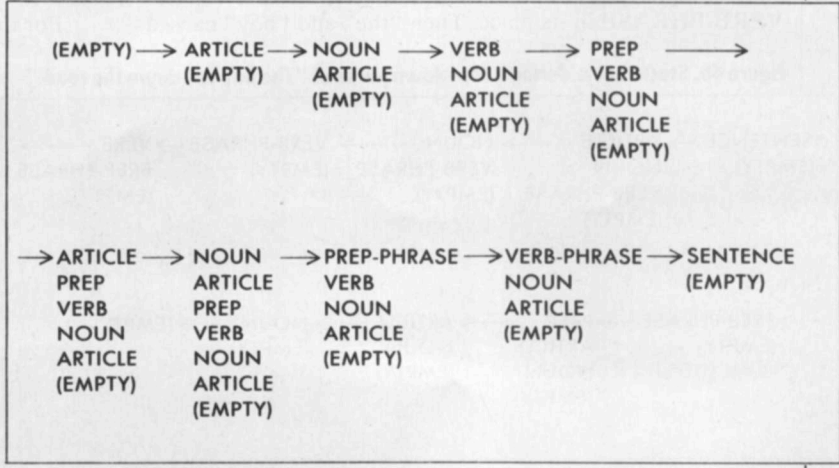 (EMPTY) → ARTICLE → NOUN → VERB → PREP →
(EMPTY) ARTICLE NOUN VERB
(EMPTY) ARTICLE NOUN
(EMPTY) ARTICLE
(EMPTY)
→ ARTICLE → NOUN → PREP-PHRASE → VERB-PHRASE → SENTENCE
PREP ARTICLE VERB NOUN (EMPTY)
VERB PREP NOUN ARTICLE
NOUN VERB ARTICLE (EMPTY)
ARTICLE NOUN (EMPTY)
(EMPTY) ARTICLE
(EMPTY)